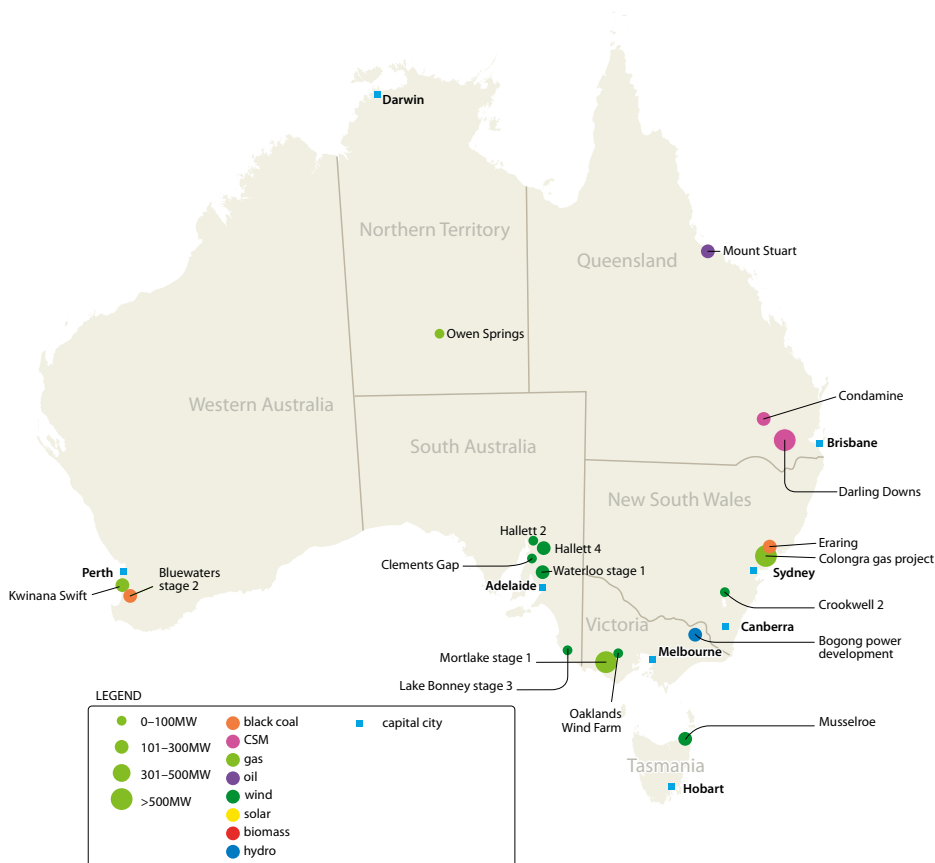 Darwin
Northern Territory
Queensland
Mount Stuart
Owen Springs
Western Australia
South Australia
Condamine
Brisbane
Darling Downs
New South Wales
Hallett 2
Hallett 4
Clements Gap
Waterloo stage 1
Adelaide
Eraring
Colongra gas project
Sydney
Perth
Bluewaters
stage 2
Kwinana Swift
Crookwell 2
Victoria
Canberra
Bogong power
development
Mortlake stage 1
Melbourne
Lake Bonney stage 3
Oaklands
Wind Farm
Musselroe
Tasmania
Hobart
LEGEND
0–100MW
101–300MW
301–500MW
>500MW
black coal
CSM
gas
oil
wind
solar
biomass
hydro
capital city